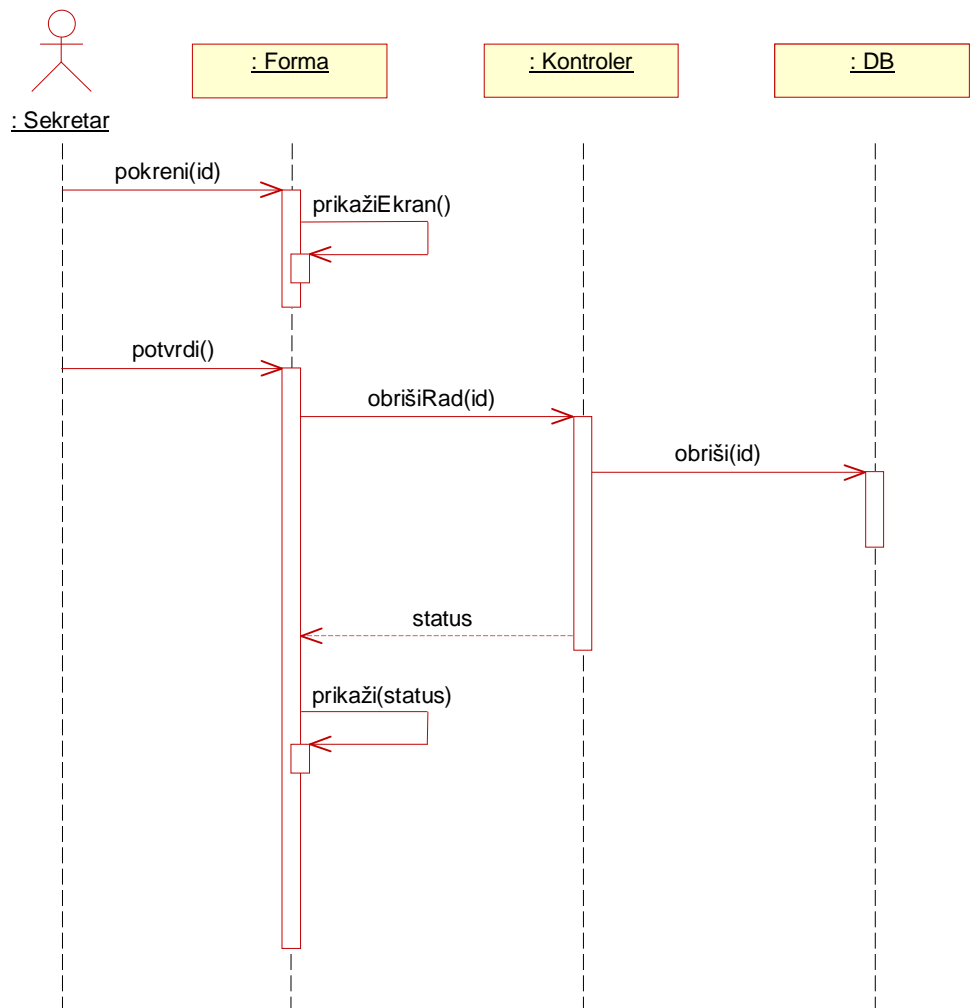 : Forma
: Kontroler
: DB
: Sekretar
pokreni(id)
prikažiEkran()
potvrdi()
obrišiRad(id)
obriši(id)
status
prikaži(status)